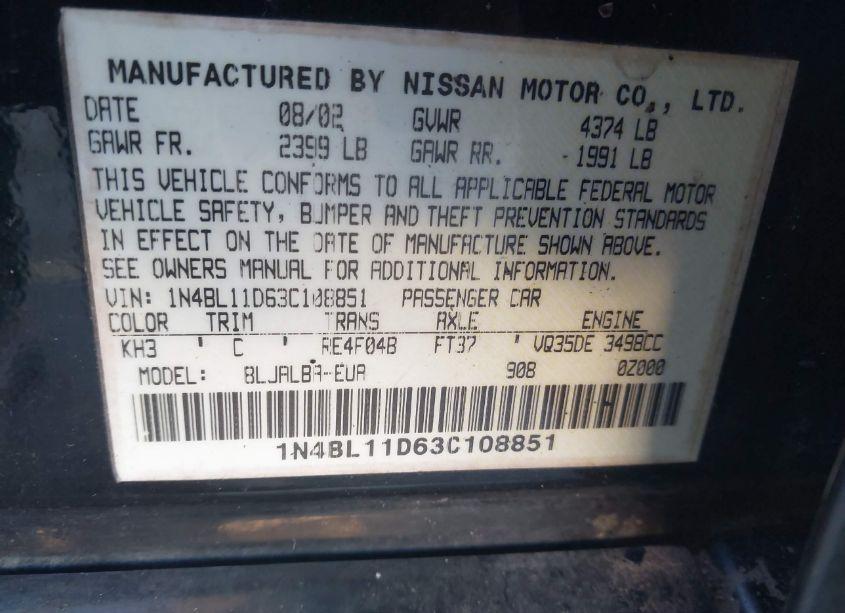 MANUFACTURED BY NISSAN MOTOR CO., LTD.
DATE 08/02 GVWR 4374 LB
GAWR FR. 2399 LB GAWR RR. 1991 LB
THIS VEHICLE CONFORMS TO ALL APPLICABLE FEDERAL MOTOR
VEHICLE SAFETY, BUMPER AND THEFT PREVENTION STANDARDS
IN EFFECT ON THE DATE OF MANUFACTURE SHOWN ABOVE.
SEE OWNERS MANUAL FOR ADDITIONAL INFORMATION.
VIN: 1N4BL11D63C108851 PASSENGER CAR
COLOR TRIM TRANS AXLE ENGINE
KH3 ' C ' RE4F04B FT37 ' VQ35DE 3498CC
MODEL: BLJALBA-EUA 908 0Z000
H
1N4BL11D63C108851